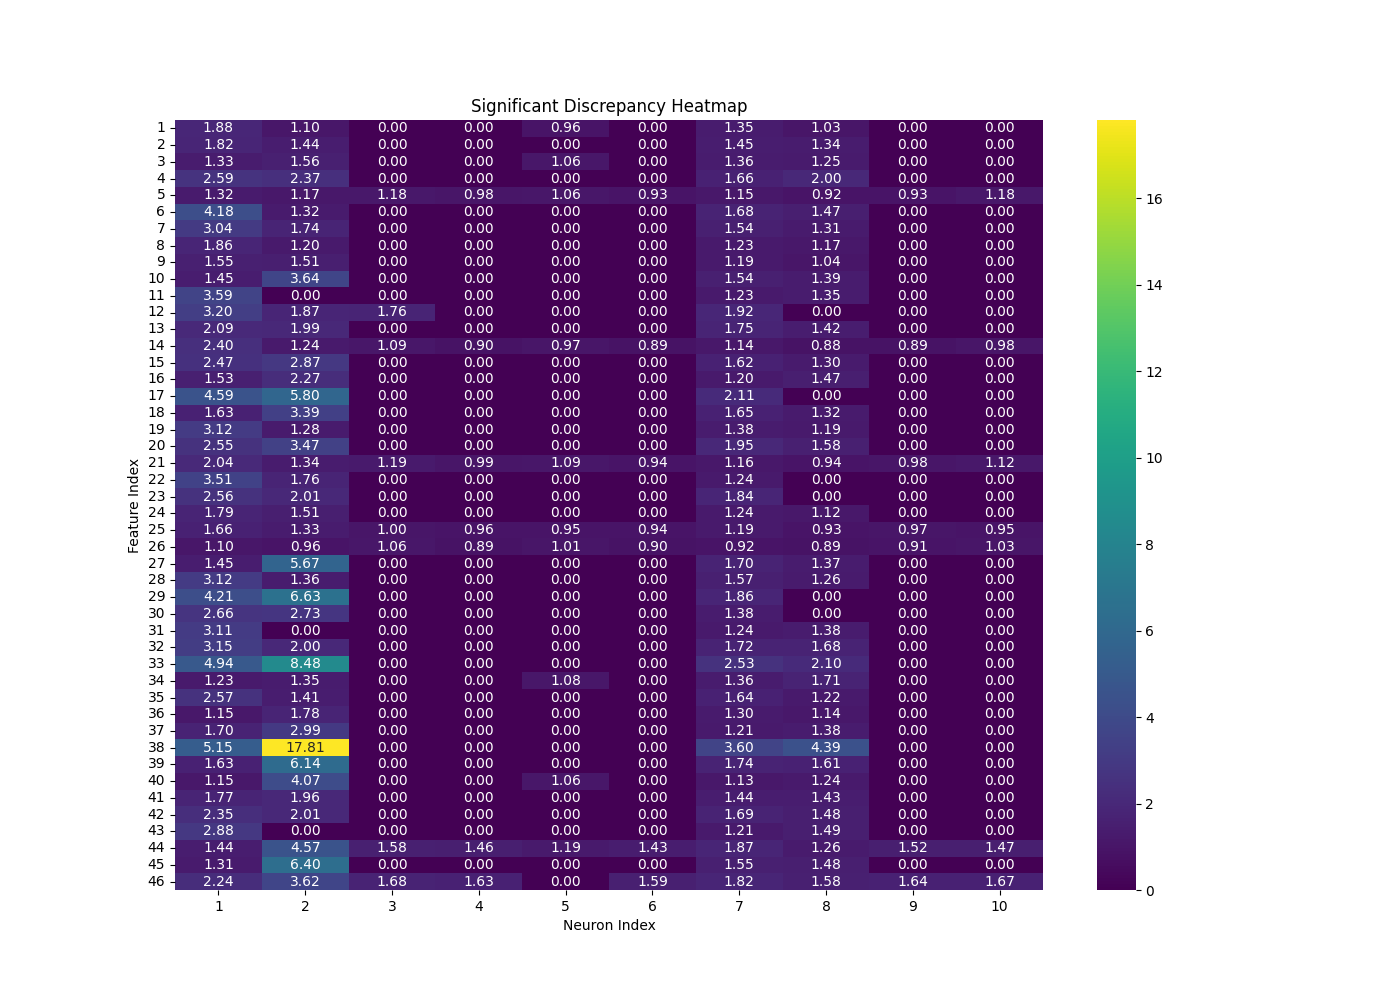 Significant Discrepancy Heatmap
1 1.88 1.10 0.00 0.00 0.96 0.00 1.35 1.03 0.00 0.00
2 1.82 1.44 0.00 0.00 0.00 0.00 1.45 1.34 0.00 0.00
3 1.33 1.56 0.00 0.00 1.06 0.00 1.36 1.25 0.00 0.00
4 2.59 2.37 0.00 0.00 0.00 0.00 1.66 2.00 0.00 0.00
5 1.32 1.17 1.18 0.98 1.06 0.93 1.15 0.92 0.93 1.18
6 4.18 1.32 0.00 0.00 0.00 0.00 1.68 1.47 0.00 0.00
7 3.04 1.74 0.00 0.00 0.00 0.00 1.54 1.31 0.00 0.00
8 1.86 1.20 0.00 0.00 0.00 0.00 1.23 1.17 0.00 0.00
9 1.55 1.51 0.00 0.00 0.00 0.00 1.19 1.04 0.00 0.00
10 1.45 3.64 0.00 0.00 0.00 0.00 1.54 1.39 0.00 0.00
11 3.59 0.00 0.00 0.00 0.00 0.00 1.23 1.35 0.00 0.00
12 3.20 1.87 1.76 0.00 0.00 0.00 1.92 0.00 0.00 0.00
13 2.09 1.99 0.00 0.00 0.00 0.00 1.75 1.42 0.00 0.00
14 2.40 1.24 1.09 0.90 0.97 0.89 1.14 0.88 0.89 0.98
15 2.47 2.87 0.00 0.00 0.00 0.00 1.62 1.30 0.00 0.00
16 1.53 2.27 0.00 0.00 0.00 0.00 1.20 1.47 0.00 0.00
17 4.59 5.80 0.00 0.00 0.00 0.00 2.11 0.00 0.00 0.00
18 1.63 3.39 0.00 0.00 0.00 0.00 1.65 1.32 0.00 0.00
19 3.12 1.28 0.00 0.00 0.00 0.00 1.38 1.19 0.00 0.00
20 2.55 3.47 0.00 0.00 0.00 0.00 1.95 1.58 0.00 0.00
21 2.04 1.34 1.19 0.99 1.09 0.94 1.16 0.94 0.98 1.12
22 3.51 1.76 0.00 0.00 0.00 0.00 1.24 0.00 0.00 0.00
23 2.56 2.01 0.00 0.00 0.00 0.00 1.84 0.00 0.00 0.00
24 1.79 1.51 0.00 0.00 0.00 0.00 1.24 1.12 0.00 0.00
25 1.66 1.33 1.00 0.96 0.95 0.94 1.19 0.93 0.97 0.95
26 1.10 0.96 1.06 0.89 1.01 0.90 0.92 0.89 0.91 1.03
27 1.45 5.67 0.00 0.00 0.00 0.00 1.70 1.37 0.00 0.00
28 3.12 1.36 0.00 0.00 0.00 0.00 1.57 1.26 0.00 0.00
29 4.21 6.63 0.00 0.00 0.00 0.00 1.86 0.00 0.00 0.00
30 2.66 2.73 0.00 0.00 0.00 0.00 1.38 0.00 0.00 0.00
31 3.11 0.00 0.00 0.00 0.00 0.00 1.24 1.38 0.00 0.00
32 3.15 2.00 0.00 0.00 0.00 0.00 1.72 1.68 0.00 0.00
33 4.94 8.48 0.00 0.00 0.00 0.00 2.53 2.10 0.00 0.00
34 1.23 1.35 0.00 0.00 1.08 0.00 1.36 1.71 0.00 0.00
35 2.57 1.41 0.00 0.00 0.00 0.00 1.64 1.22 0.00 0.00
36 1.15 1.78 0.00 0.00 0.00 0.00 1.30 1.14 0.00 0.00
37 1.70 2.99 0.00 0.00 0.00 0.00 1.21 1.38 0.00 0.00
38 5.15 17.81 0.00 0.00 0.00 0.00 3.60 4.39 0.00 0.00
39 1.63 6.14 0.00 0.00 0.00 0.00 1.74 1.61 0.00 0.00
40 1.15 4.07 0.00 0.00 1.06 0.00 1.13 1.24 0.00 0.00
41 1.77 1.96 0.00 0.00 0.00 0.00 1.44 1.43 0.00 0.00
42 2.35 2.01 0.00 0.00 0.00 0.00 1.69 1.48 0.00 0.00
43 2.88 0.00 0.00 0.00 0.00 0.00 1.21 1.49 0.00 0.00
44 1.44 4.57 1.58 1.46 1.19 1.43 1.87 1.26 1.52 1.47
45 1.31 6.40 0.00 0.00 0.00 0.00 1.55 1.48 0.00 0.00
46 2.24 3.62 1.68 1.63 0.00 1.59 1.82 1.58 1.64 1.67
1 2 3 4 5 6 7 8 9 10
Neuron Index
Feature Index
16
14
12
10
8
6
4
2
0